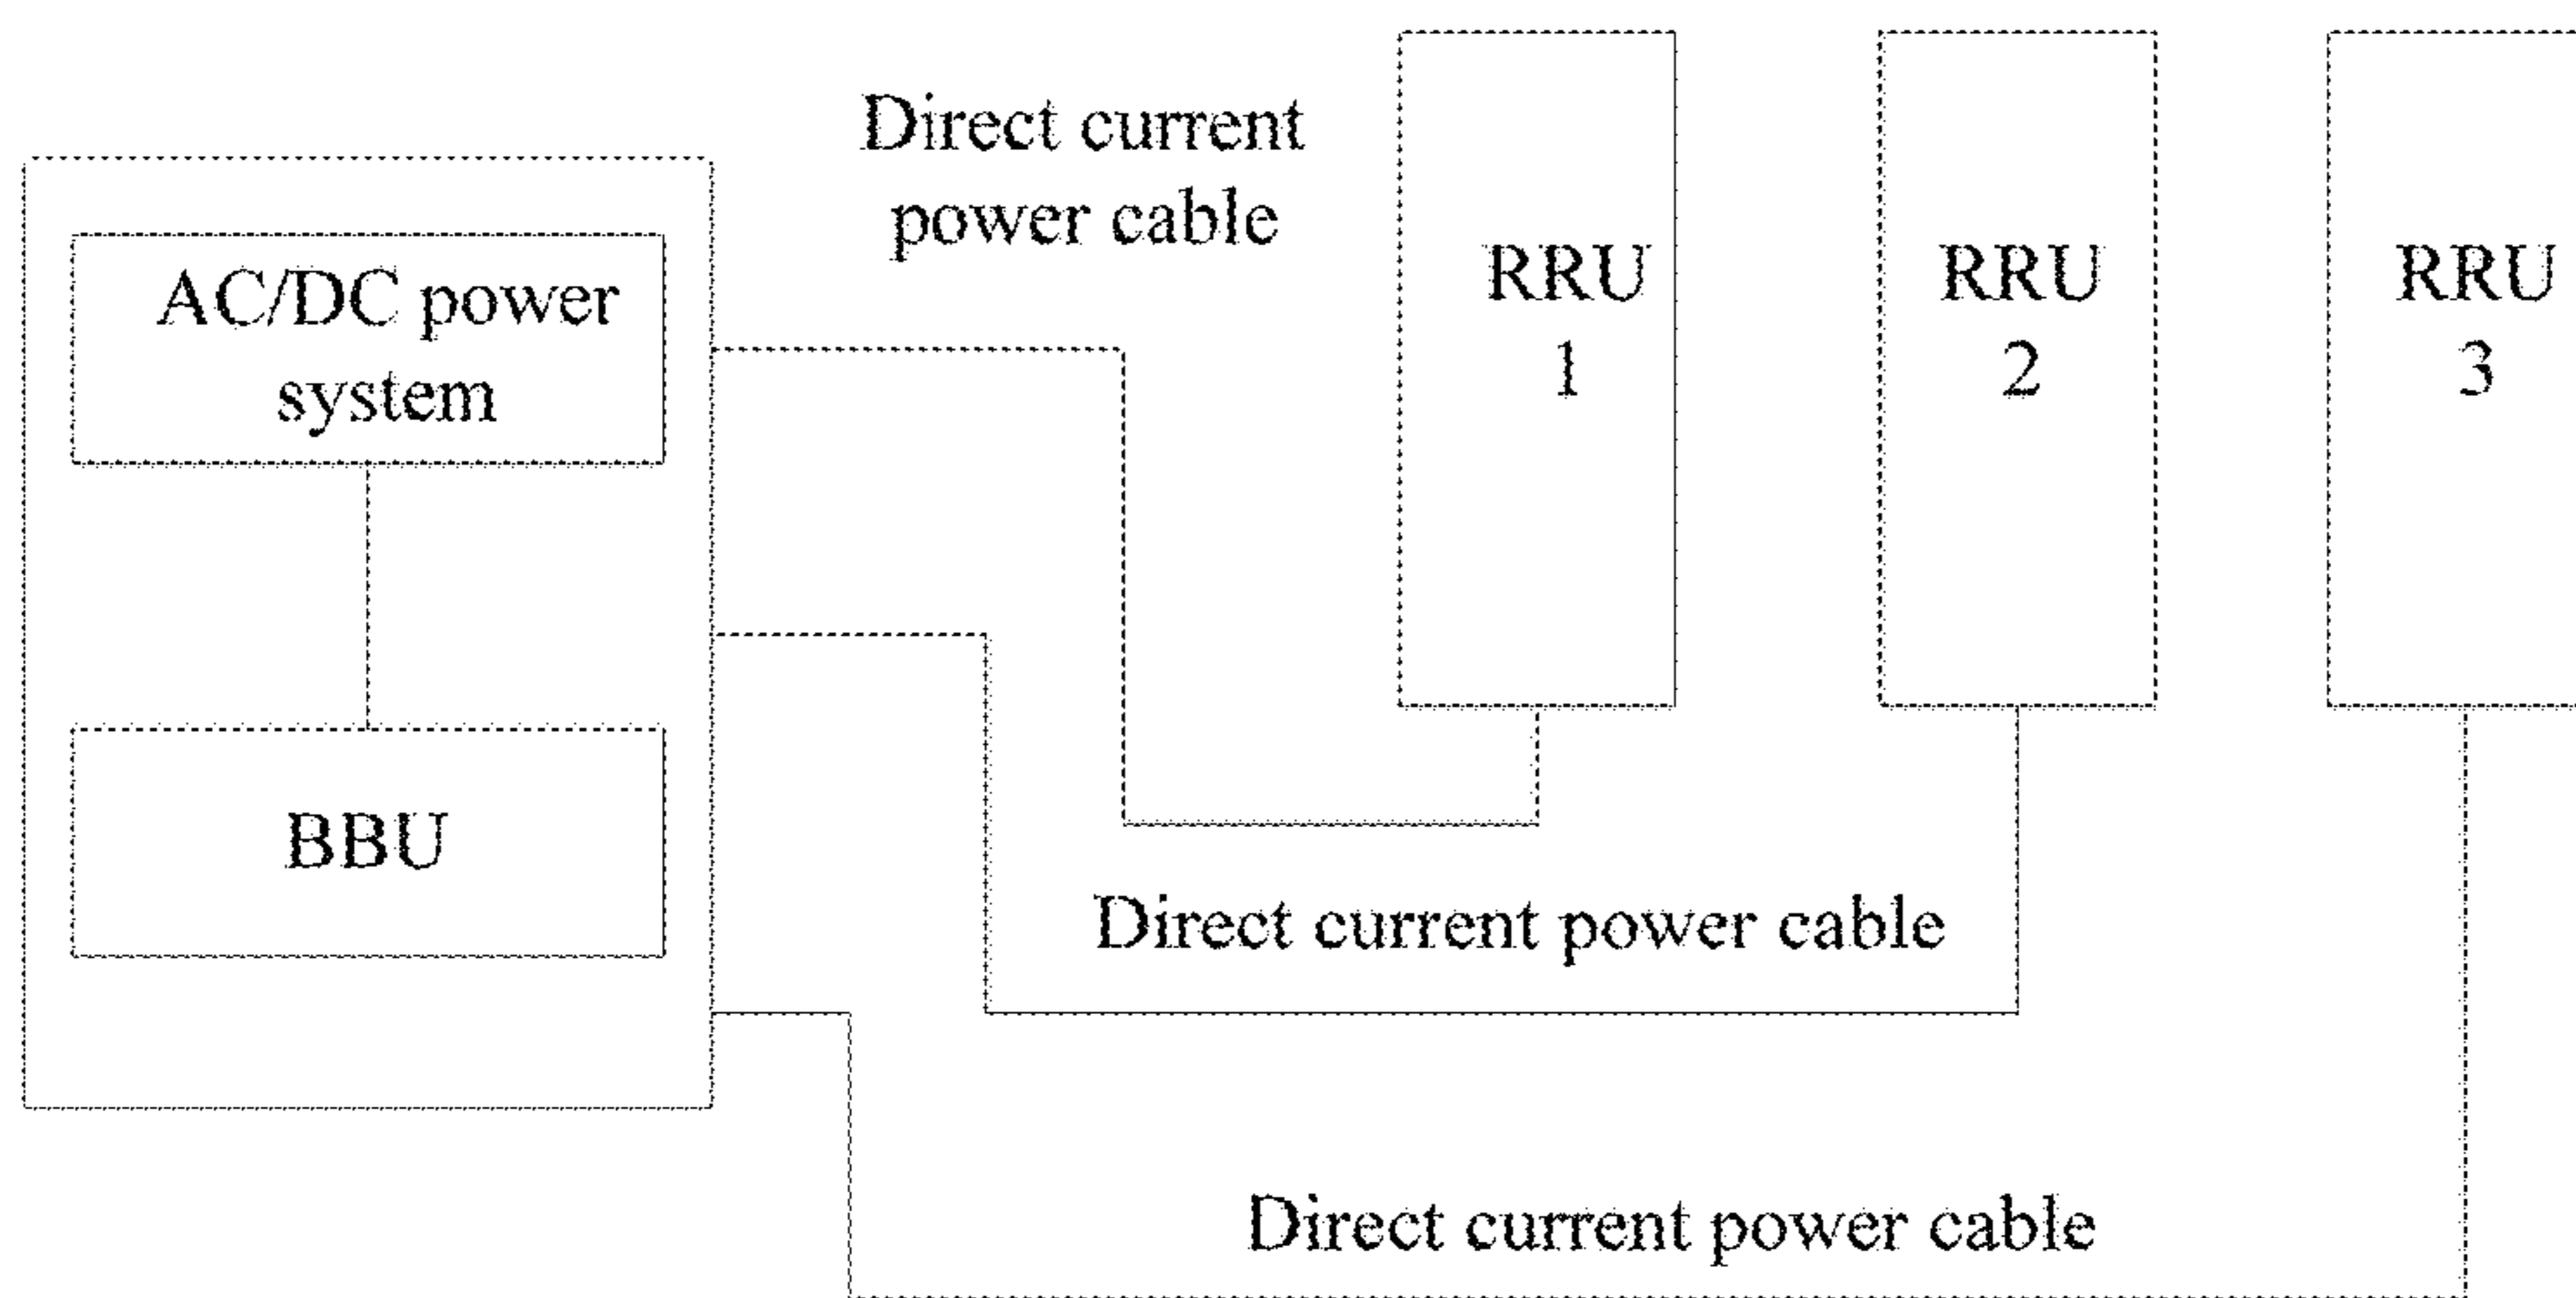 Direct current
power cable
AC/DC power
system
BBU
RRU
1
RRU
2
RRU
3
Direct current power cable
Direct current power cable